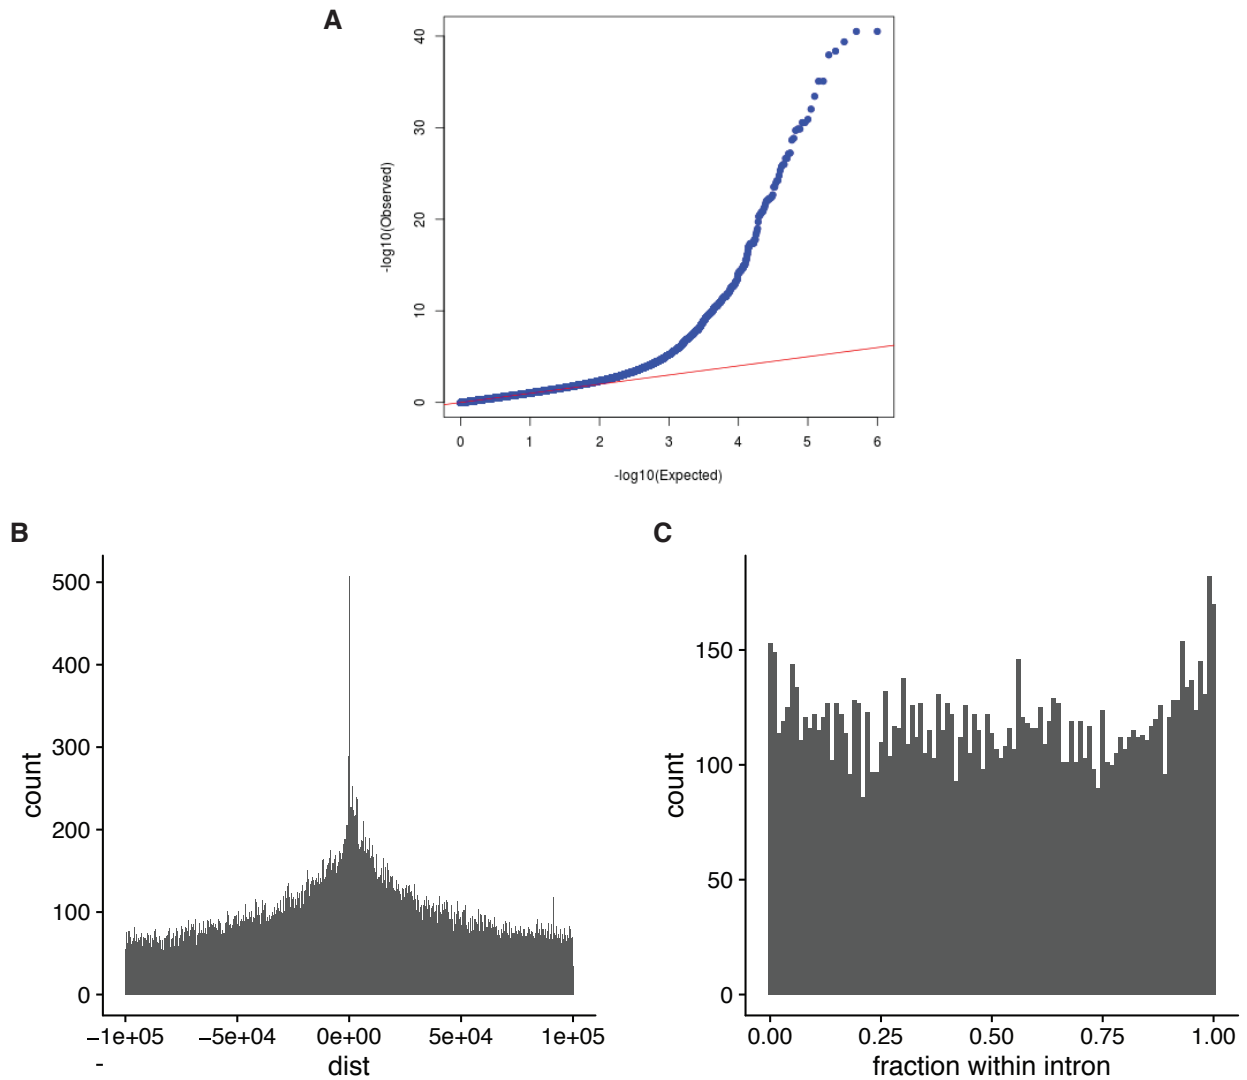 A
40
30
20
10
0
-log10(Observed)
0 1 2 3 4 5 6
-log10(Expected)
B
500
400
300
200
100
0
count
−1e+05 −5e+04 0e+00 5e+04 1e+05
dist
-
C
150
100
50
0
count
0.00 0.25 0.50 0.75 1.00
fraction within intron